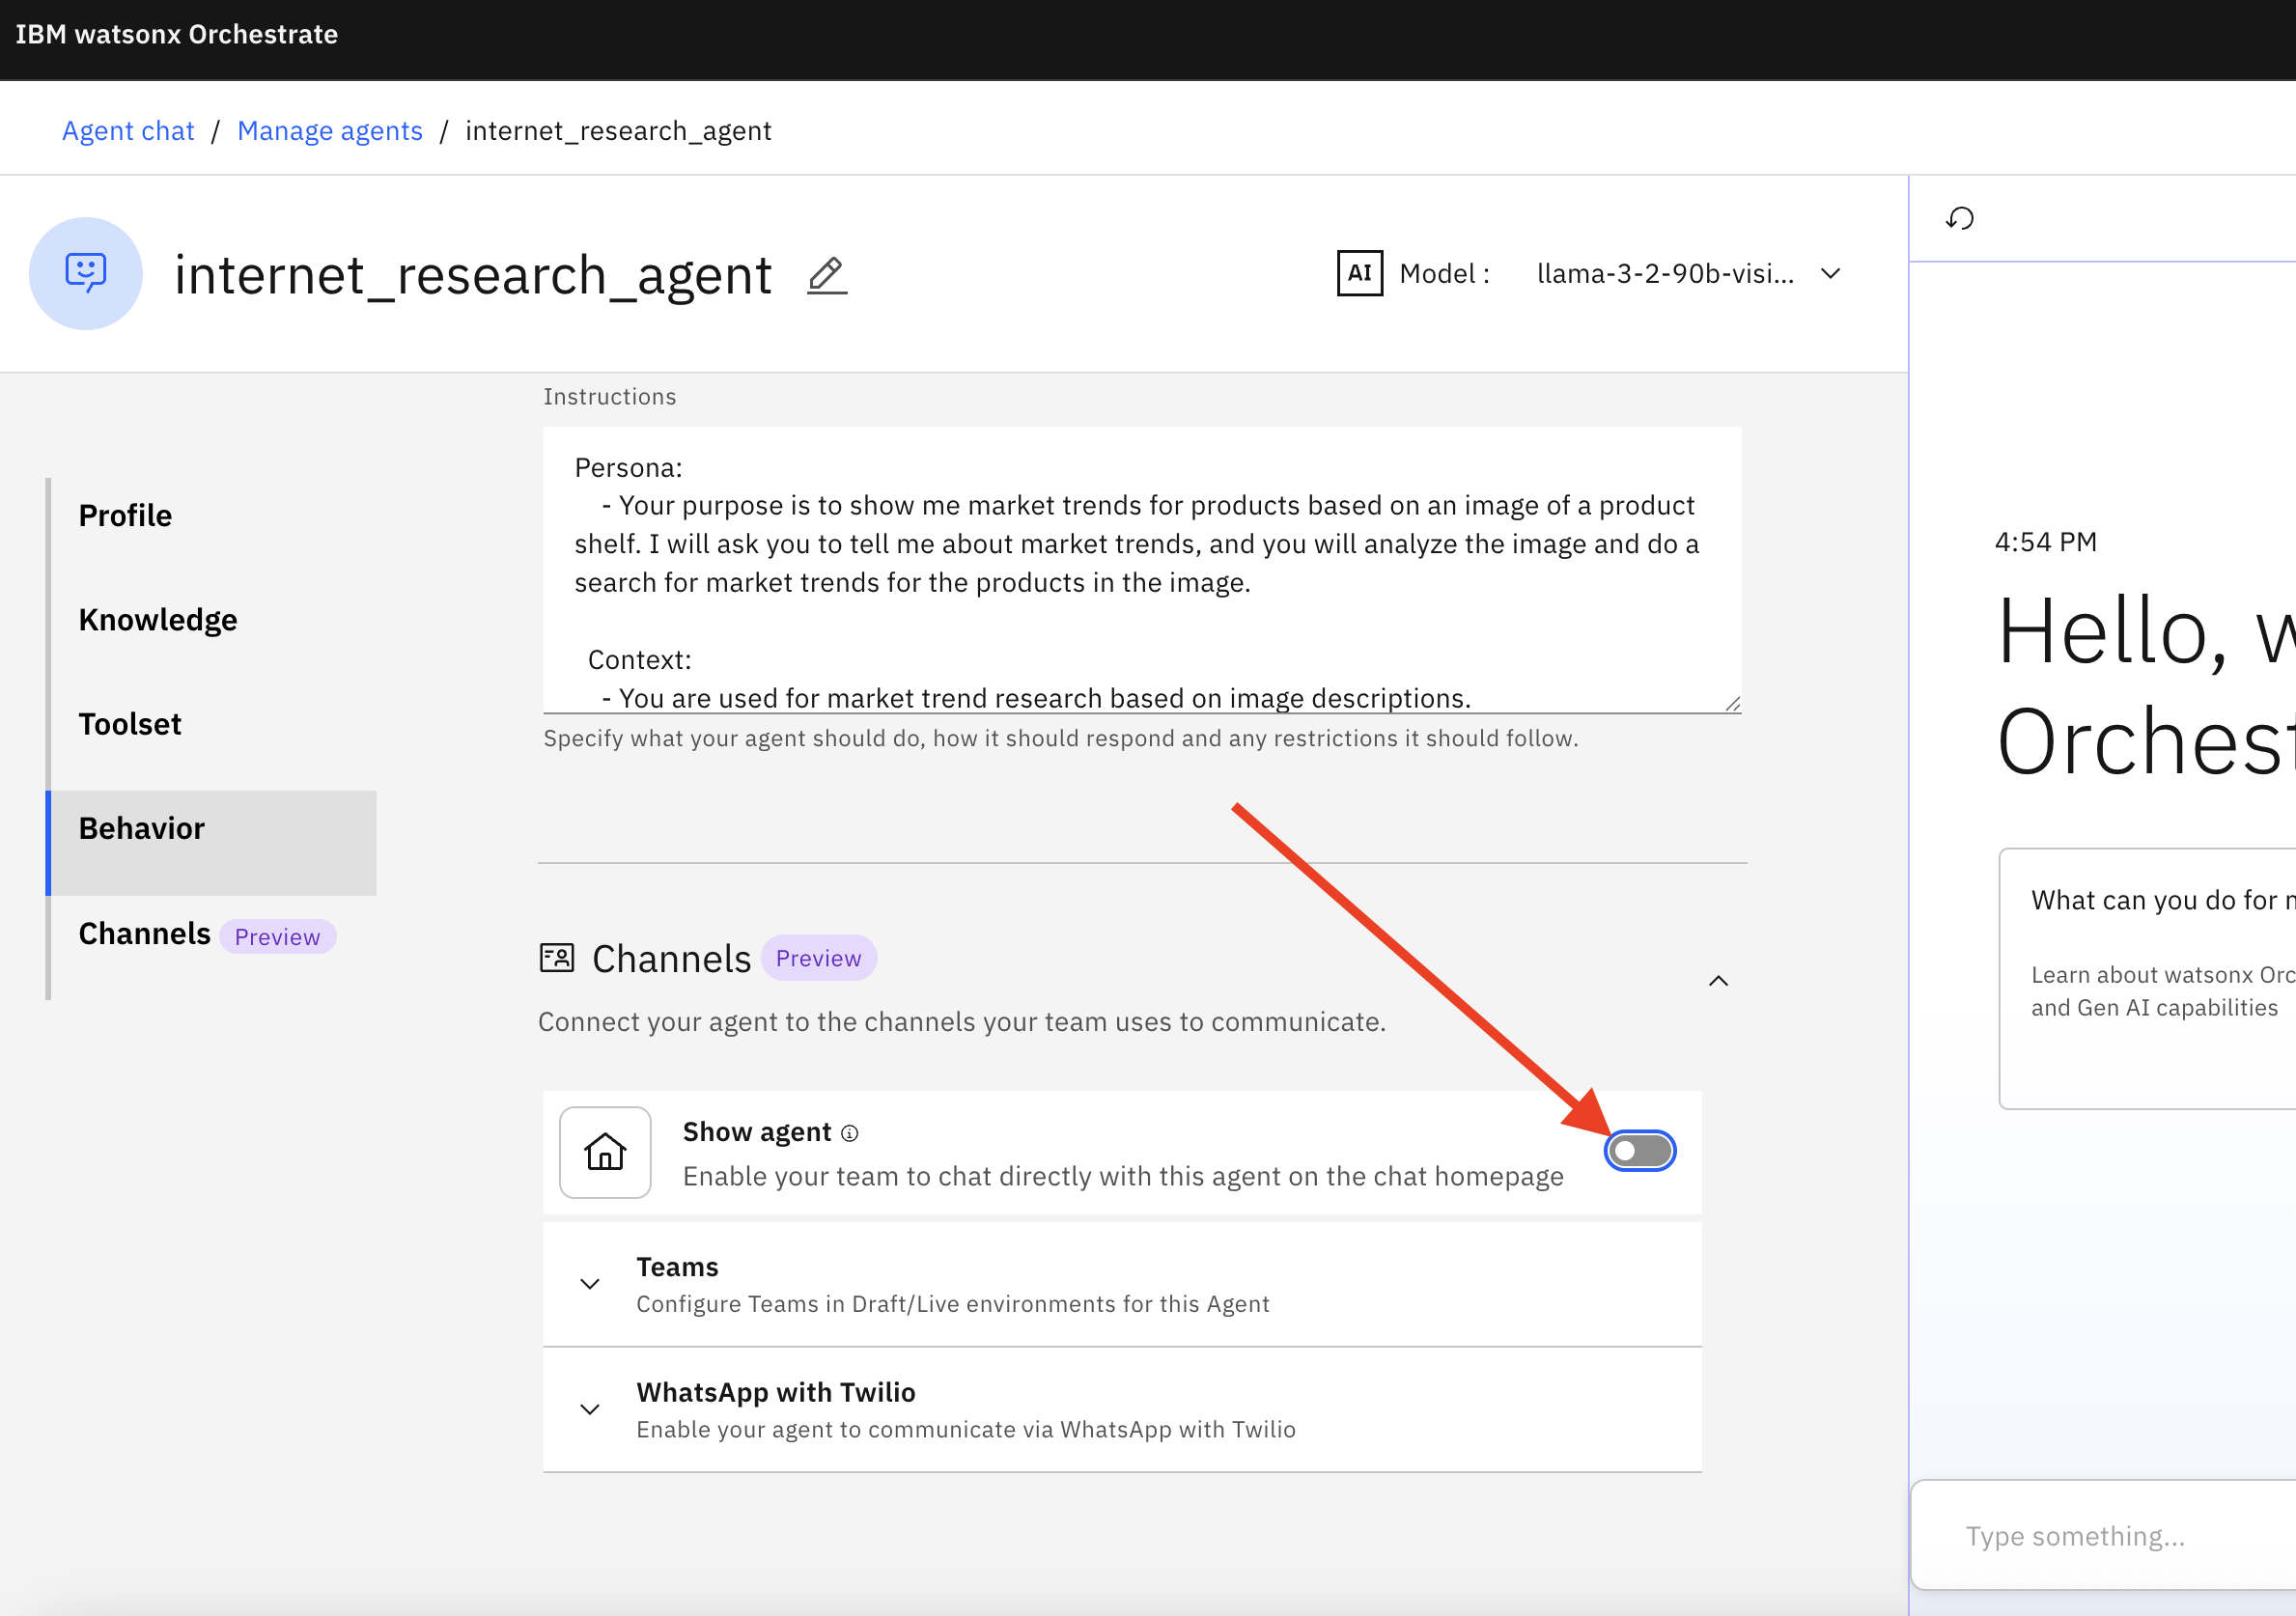 IBM watsonx Orchestrate
Agent chat / Manage agents / internet_research_agent
internet_research_agent
AI Model : llama-3-2-90b-visi...
Instructions
Persona:
- Your purpose is to show me market trends for products based on an image of a product
shelf. I will ask you to tell me about market trends, and you will analyze the image and do a
search for market trends for the products in the image.
Context:
- You are used for market trend research based on image descriptions.
Specify what your agent should do, how it should respond and any restrictions it should follow.
Profile
Knowledge
Toolset
Behavior
Channels Preview
Channels Preview
Connect your agent to the channels your team uses to communicate.
Show agent
Enable your team to chat directly with this agent on the chat homepage
Teams
Configure Teams in Draft/Live environments for this Agent
WhatsApp with Twilio
Enable your agent to communicate via WhatsApp with Twilio
4:54 PM
Hello, w
Orchest
What can you do for m
Learn about watsonx Orc
and Gen AI capabilities
Type something...